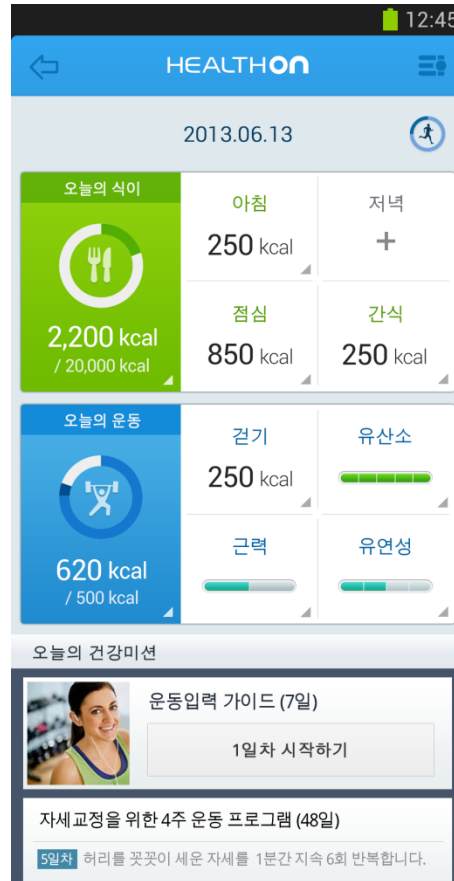 12:45
HEALTHON
2013.06.13
오늘의 식이
2,200 kcal
/ 20,000 kcal
아침
250 kcal
저녁
+
점심
850 kcal
간식
250 kcal
오늘의 운동
620 kcal
/ 500 kcal
걷기
250 kcal
유산소
근력
유연성
오늘의 건강미션
운동입력 가이드 (7일)
1일차 시작하기
자세교정을 위한 4주 운동 프로그램 (48일)
5일차 허리를 꼿꼿이 세운 자세를 1분간 지속 6회 반복합니다.